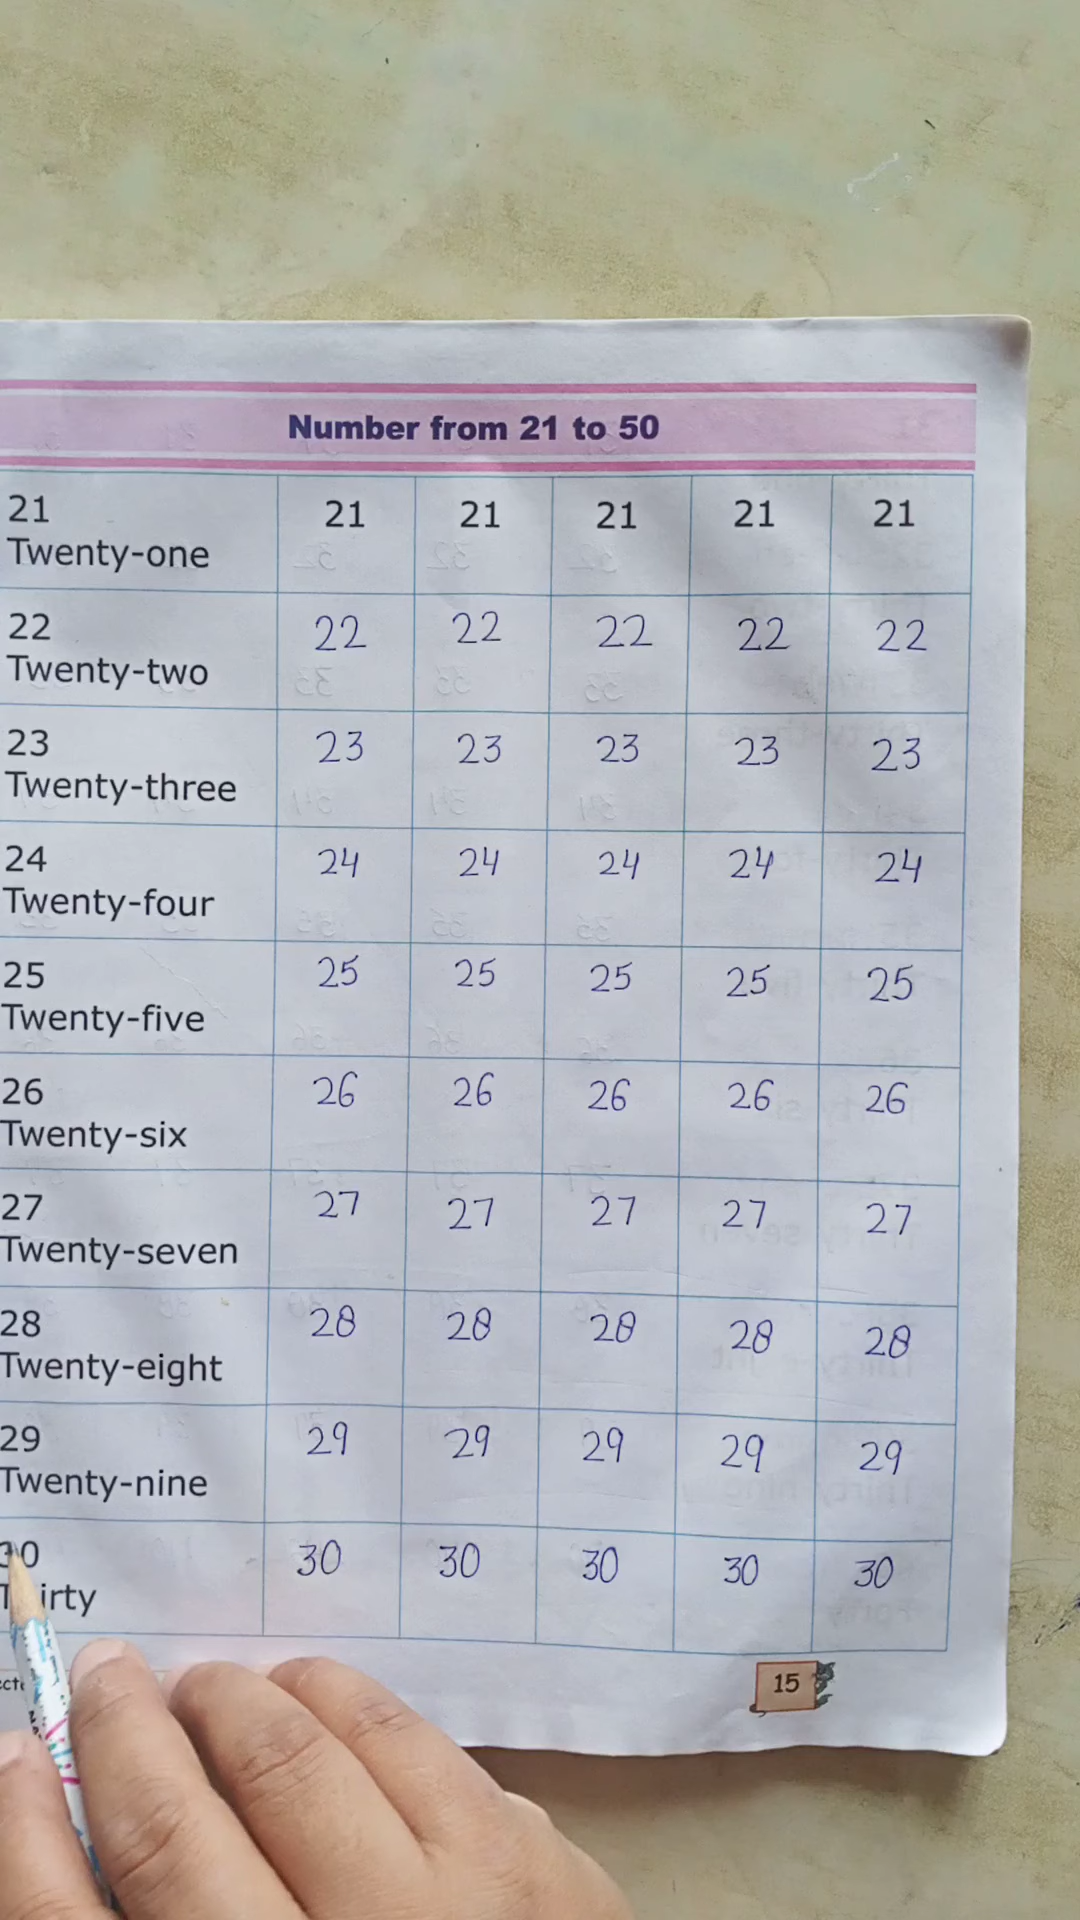 Number from 21 to 50
21 21 21 21 21 21
Twenty-one
22 22 22 22 22 22
Twenty-two
23 23 23 23 23 23
Twenty-three
24 24 24 24 24 24
Twenty-four
25 25 25 25 25 25
Twenty-five
26 26 26 26 26 26
Twenty-six
27 27 27 27 27 27
Twenty-seven
28 28 28 28 28 28
Twenty-eight
29 29 29 29 29 29
Twenty-nine
30 30 30 30 30 30
Thirty
15